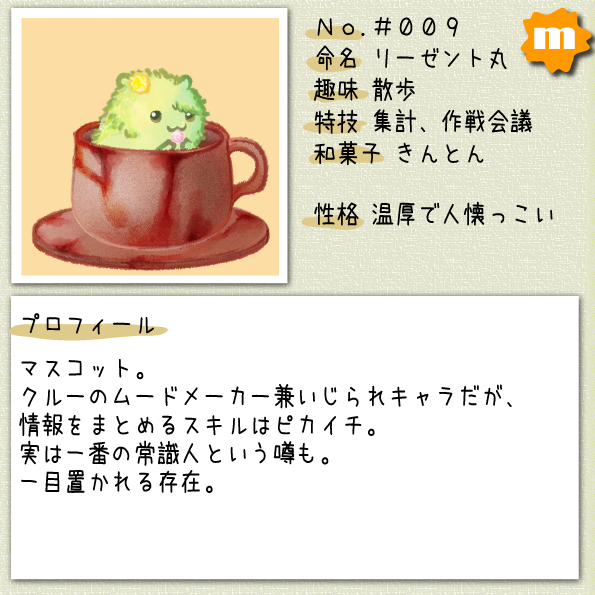 No.#009
m
命名 リーゼント丸
趣味 散歩
特技 集計、作戦会議
和菓子 きんとん
性格 温厚で人懐っこい
プロフィール
マスコット。
クルーのムードメーカー兼いじられキャラだが、
情報をまとめるスキルはピカイチ。
実は一番の常識人という噂も。
一目置かれる存在。